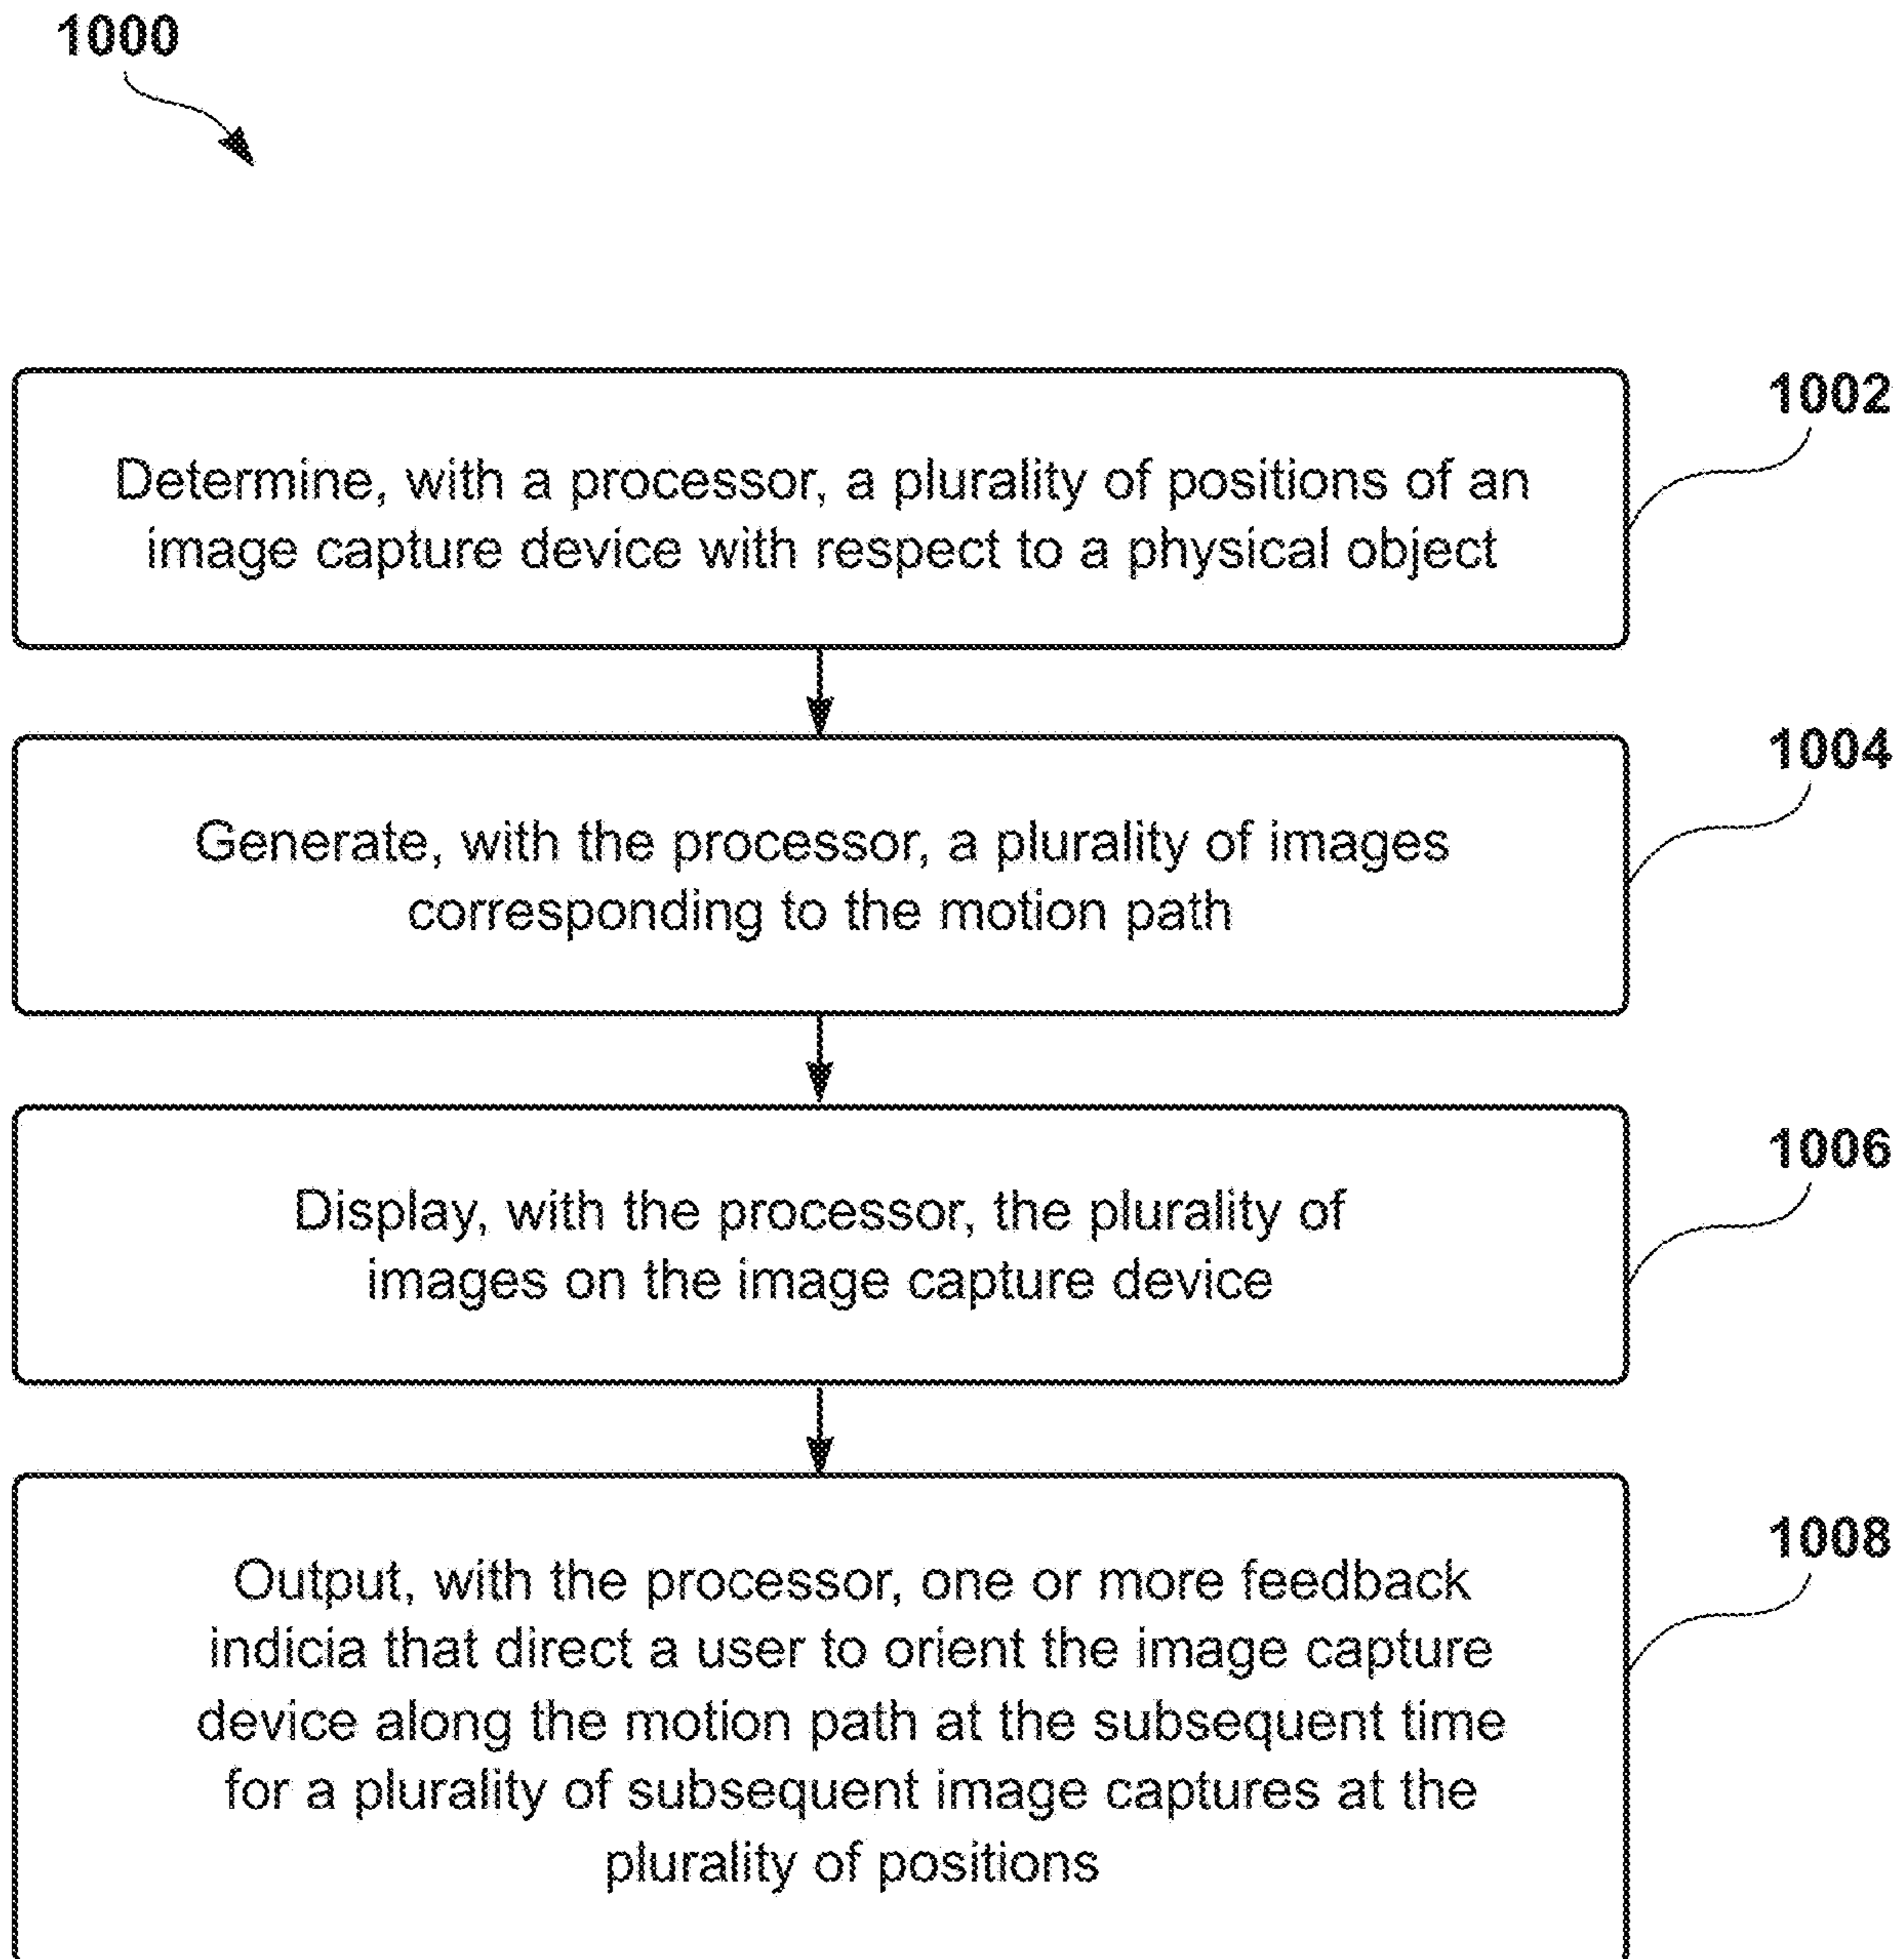 1000
1002
Determine, with a processor, a plurality of positions of an
image capture device with respect to a physical object
1004
Generate, with the processor, a plurality of images
corresponding to the motion path
1006
Display, with the processor, the plurality of
images on the image capture device
1008
Output, with the processor, one or more feedback
indicia that direct a user to orient the image capture
device along the motion path at the subsequent time
for a plurality of subsequent image captures at the
plurality of positions